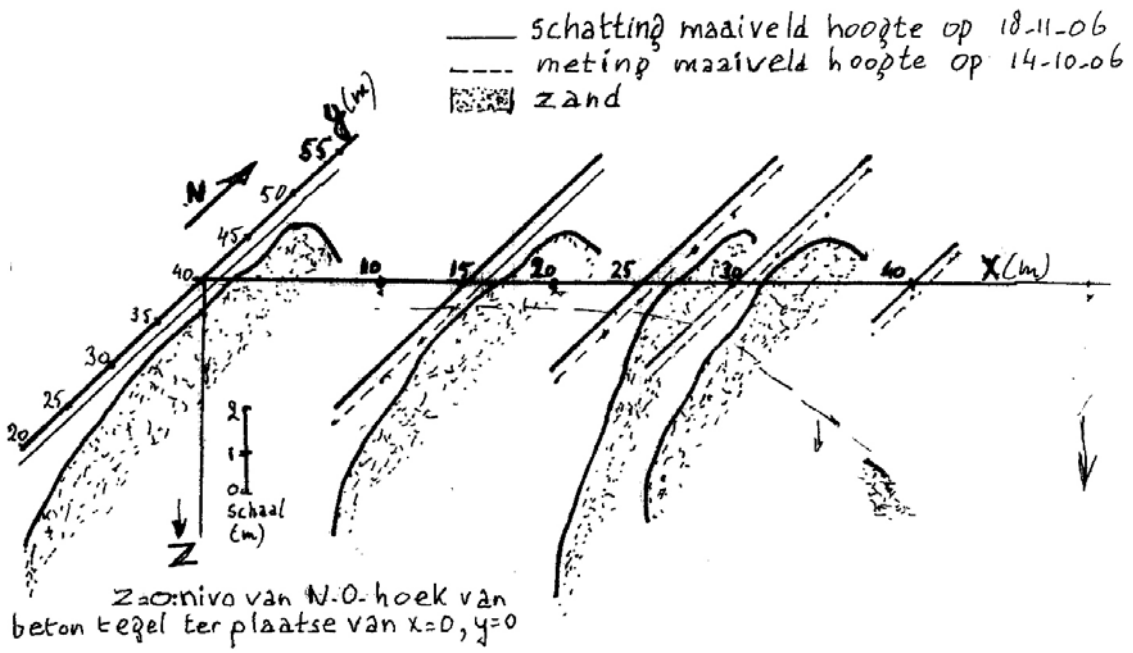 schatting maaiveld hoogte op 18-11-06
meting maaiveld hoogte op 14-10-06
zand
y(m)
55
N
50
45
40
10
15
20
25
30
40
X(m)
35
30
25
20
2
1
0
schaal
(m)
Z
Z=0:nivo van N-O-hoek van
beton tegel ter plaatse van x=0, y=0